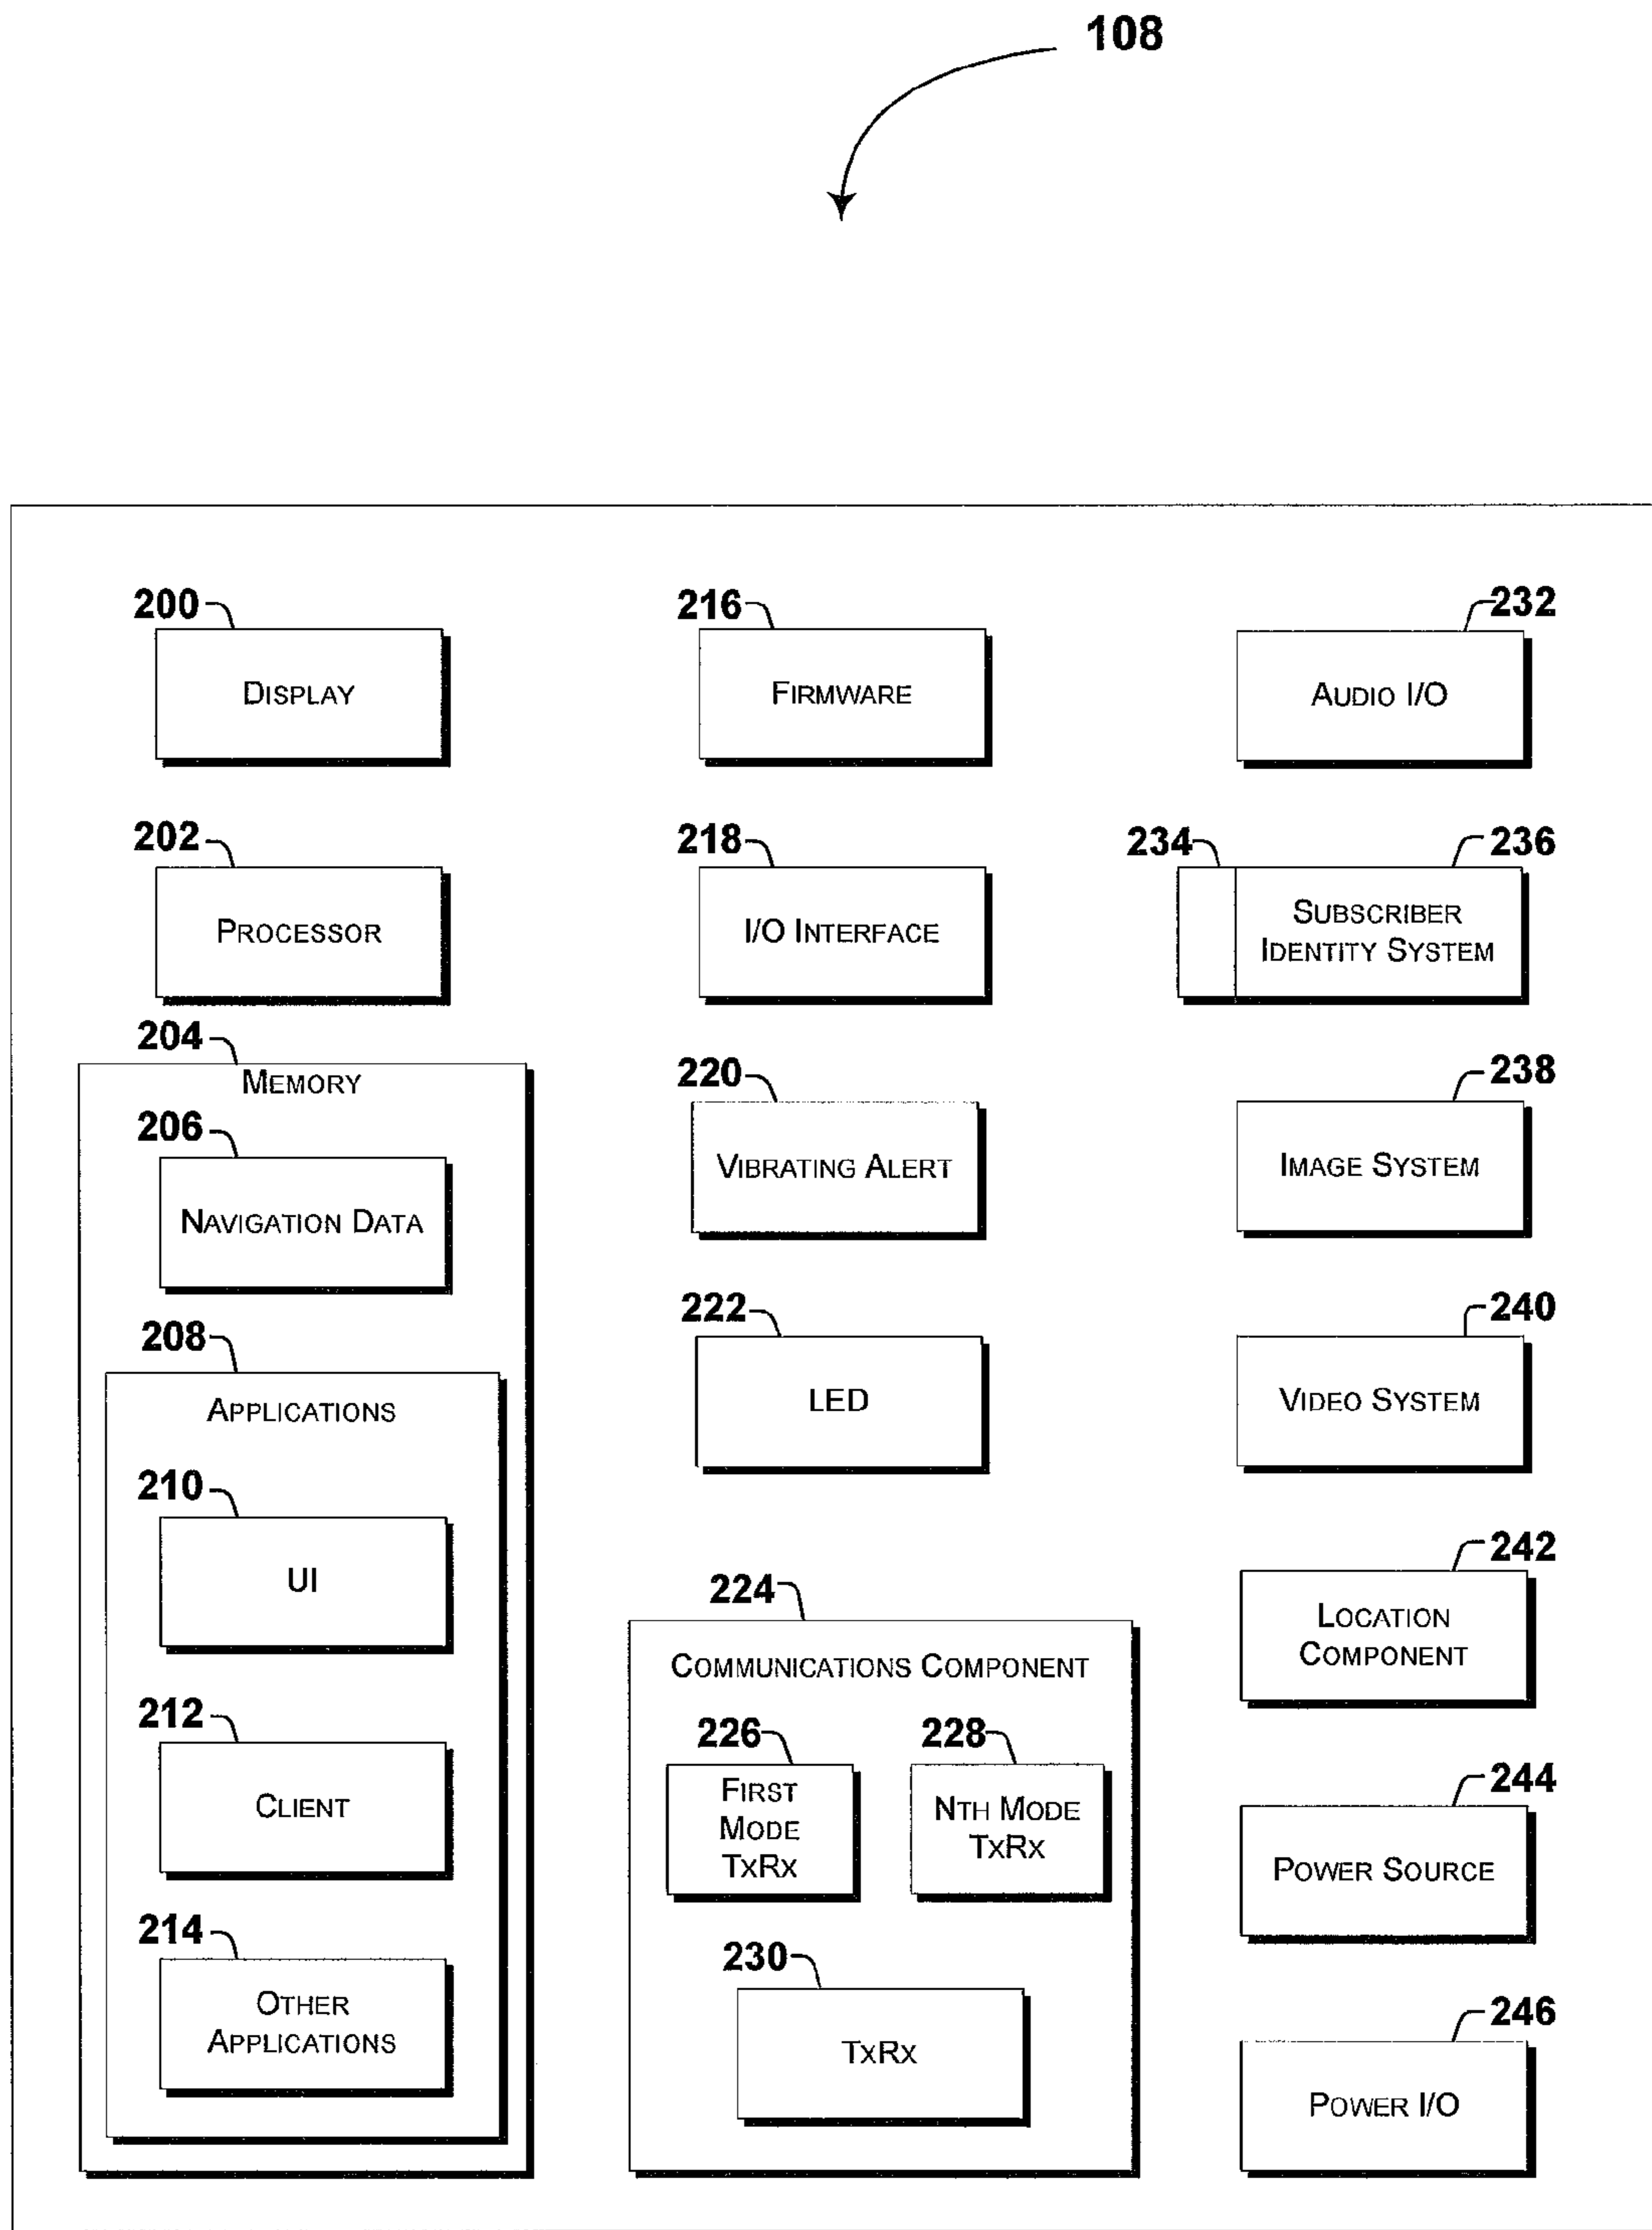 108
200
DISPLAY
202
PROCESSOR
204
MEMORY
206
NAVIGATION DATA
208
APPLICATIONS
210
UI
212
CLIENT
214
OTHER
APPLICATIONS
216
FIRMWARE
218
I/O INTERFACE
220
VIBRATING ALERT
222
LED
224
COMMUNICATIONS COMPONENT
226
FIRST
MODE
TXRX
228
NTH MODE
TXRX
230
TXRX
232
AUDIO I/O
234
236
SUBSCRIBER
IDENTITY SYSTEM
238
IMAGE SYSTEM
240
VIDEO SYSTEM
242
LOCATION
COMPONENT
244
POWER SOURCE
246
POWER I/O